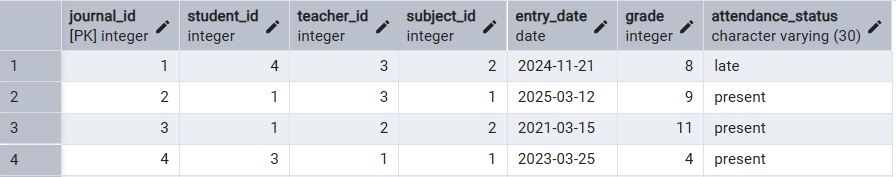 journal_id student_id teacher_id subject_id entry_date grade attendance_status
[PK] integer integer integer integer date integer character varying (30)
1 1 4 3 2 2024-11-21 8 late
2 2 1 3 1 2025-03-12 9 present
3 3 1 2 2 2021-03-15 11 present
4 4 3 1 1 2023-03-25 4 present